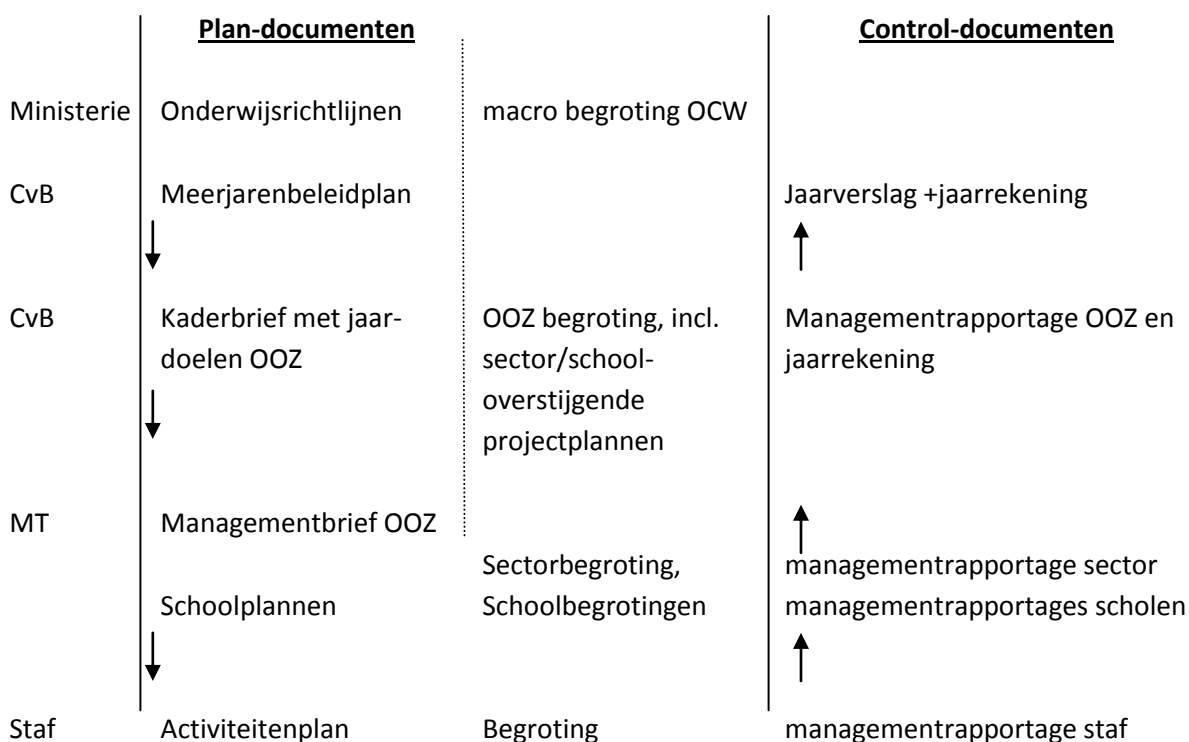 Plan-documenten Control-documenten
Ministerie Onderwijsrichtlijnen macro begroting OCW
CvB Meerjarenbeleidplan Jaarverslag +jaarrekening
CvB Kaderbrief met jaar- OOZ begroting, incl. Managementrapportage OOZ en
doelen OOZ sector/school- jaarrekening
overstijgende
projectplannen
MT Managementbrief OOZ
Sectorbegroting, managementrapportage sector
Schoolplannen Schoolbegrotingen managementrapportages scholen
Staf Activiteitenplan Begroting managementrapportage staf